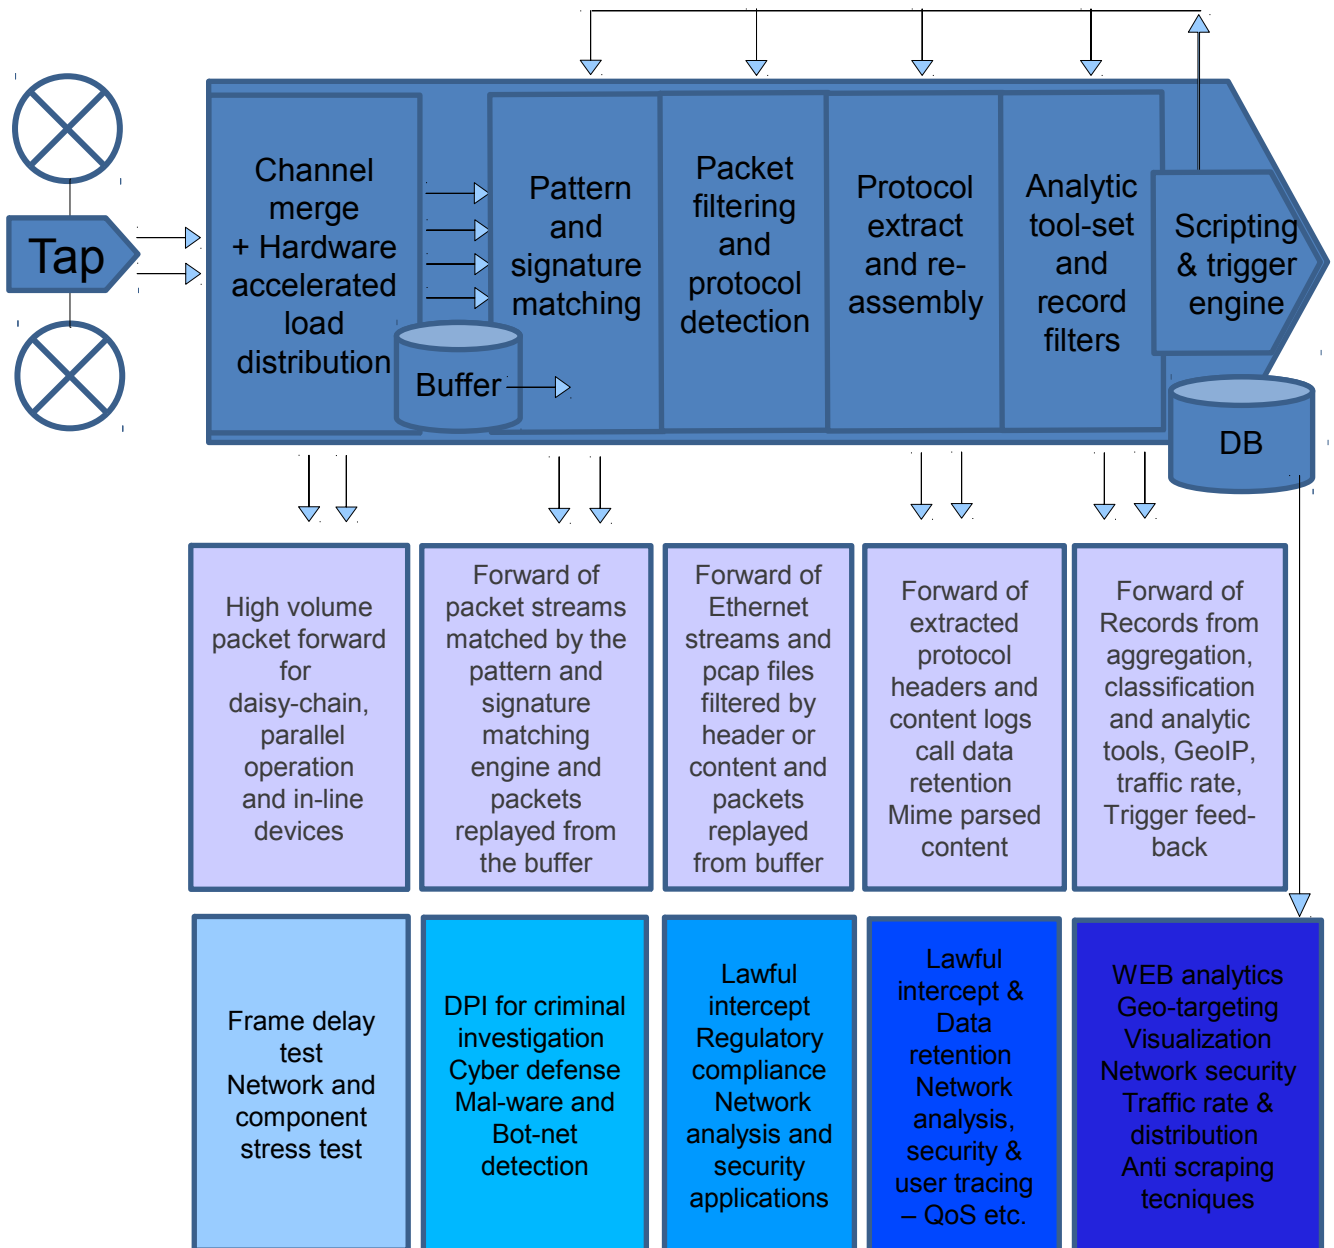 Tap
Channel
merge
+ Hardware
accelerated
load
distribution
Buffer
Pattern
and
signature
matching
Packet
filtering
and
protocol
detection
Protocol
extract
and re-
assembly
Analytic
tool-set
and
record
filters
Scripting
& trigger
engine
DB
High volume
packet forward
for
daisy-chain,
parallel
operation
and in-line
devices
Forward of
packet streams
matched by the
pattern and
signature
matching
engine and
packets
replayed from
the buffer
Forward of
Ethernet
streams and
pcap files
filtered by
header or
content and
packets
replayed
from buffer
Forward of
extracted
protocol
headers and
content logs
call data
retention
Mime parsed
content
Forward of
Records from
aggregation,
classification
and analytic
tools, GeoIP,
traffic rate,
Trigger feed-
back
Frame delay
test
Network and
component
stress test
DPI for criminal
investigation
Cyber defense
Mal-ware and
Bot-net
detection
Lawful
intercept
Regulatory
compliance
Network
analysis and
security
applications
Lawful
intercept &
Data
retention
Network
analysis,
security &
user tracing
– QoS etc.
WEB analytics
Geo-targeting
Visualization
Network security
Traffic rate &
distribution
Anti scraping
tecniques